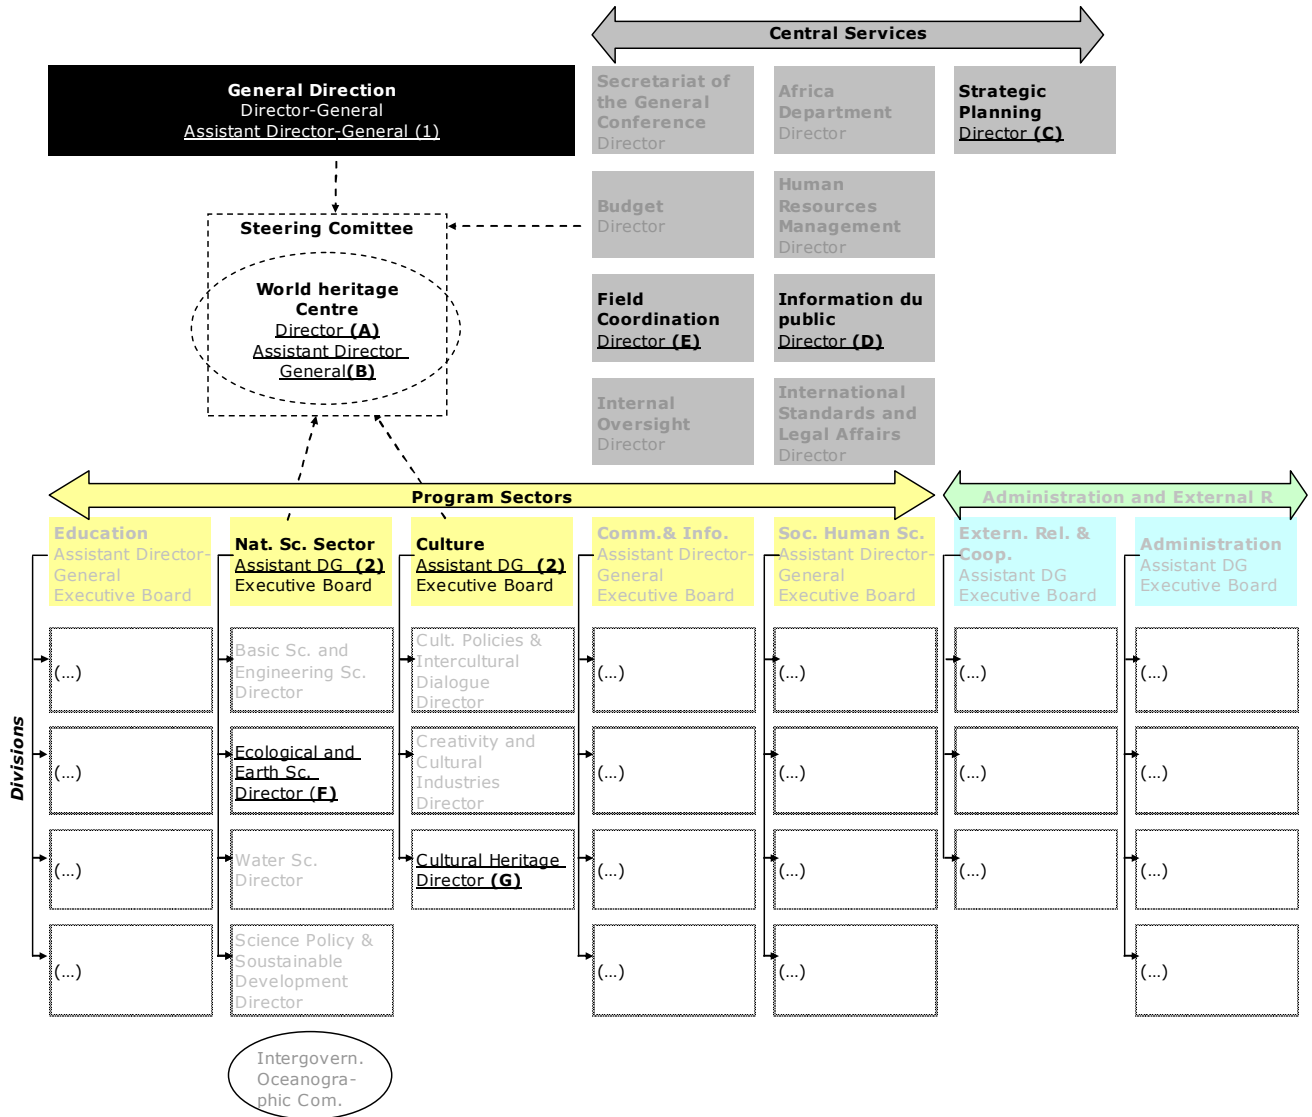 Central Services
General Direction
Director-General
Assistant Director-General (1)
Secretariat of
the General
Conference
Director
Africa
Department
Director
Strategic
Planning
Director (C)
Budget
Director
Human
Resources
Management
Director
Steering Comittee
World heritage
Centre
Director (A)
Assistant Director
General(B)
Field
Coordination
Director (E)
Information du
public
Director (D)
Internal
Oversight
Director
International
Standards and
Legal Affairs
Director
Program Sectors
Administration and External R
Education
Assistant Director-
General
Executive Board
Nat. Sc. Sector
Assistant DG (2)
Executive Board
Culture
Assistant DG (2)
Executive Board
Comm.& Info.
Assistant Director-
General
Executive Board
Soc. Human Sc.
Assistant Director-
General
Executive Board
Extern. Rel. &
Coop.
Assistant DG
Executive Board
Administration
Assistant DG
Executive Board
Divisions
(...)
Basic Sc. and
Engineering Sc.
Director
Cult. Policies &
Intercultural
Dialogue
Director
(...)
(...)
(...)
(...)
(...)
Ecological and
Earth Sc.
Director (F)
Creativity and
Cultural
Industries
Director
(...)
(...)
(...)
(...)
(...)
Water Sc.
Director
Cultural Heritage
Director (G)
(...)
(...)
(...)
(...)
(...)
Science Policy &
Soustainable
Development
Director
(...)
(...)
(...)
Intergovern.
Oceanogra-
phic Com.